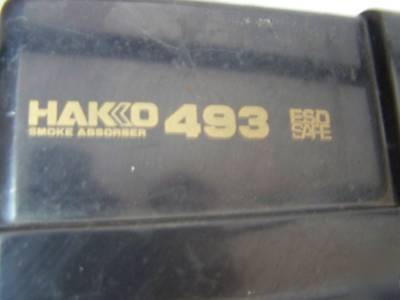 HAKKO 493 ESD
SMOKE ABSORBER SAFE